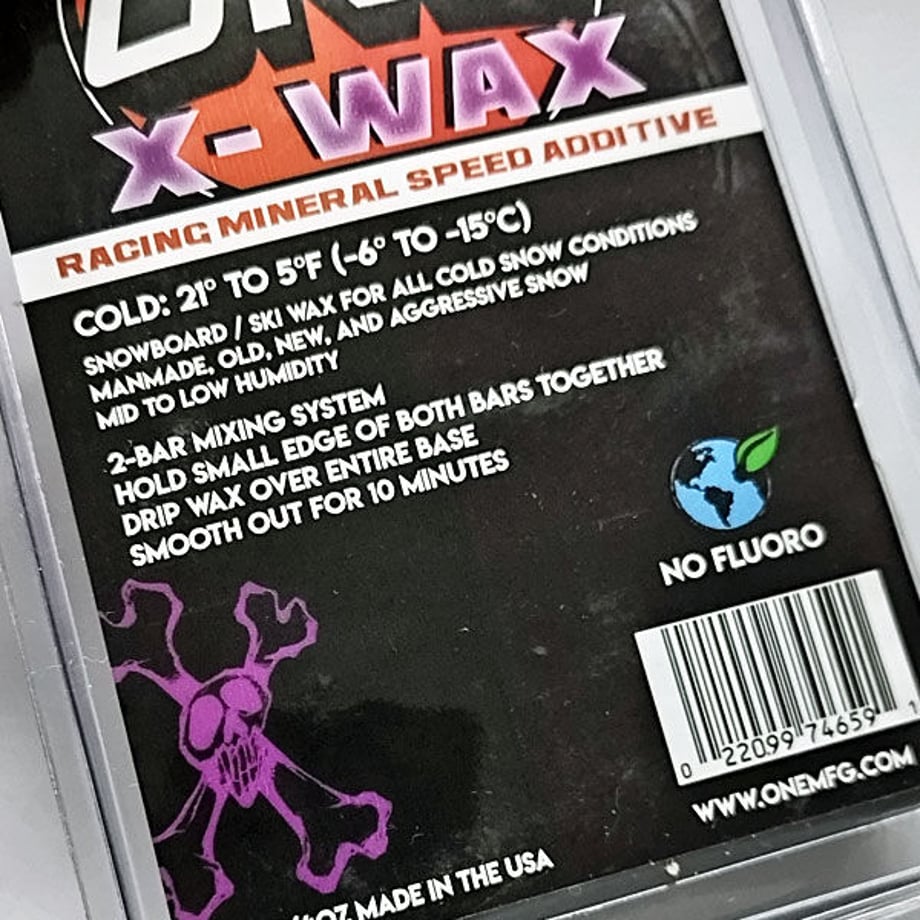 X-WAX
RACING MINERAL SPEED ADDITIVE
COLD: 21° TO 5°F (-6° TO -15°C)
SNOWBOARD / SKI WAX FOR ALL COLD SNOW CONDITIONS
MANMADE, OLD, NEW, AND AGGRESSIVE SNOW
MID TO LOW HUMIDITY
2-BAR MIXING SYSTEM
HOLD SMALL EDGE OF BOTH BARS TOGETHER
DRIP WAX OVER ENTIRE BASE
SMOOTH OUT FOR 10 MINUTES
NO FLUORO
0 22099 74659 1
WWW.ONEMFG.COM
OZ MADE IN THE USA